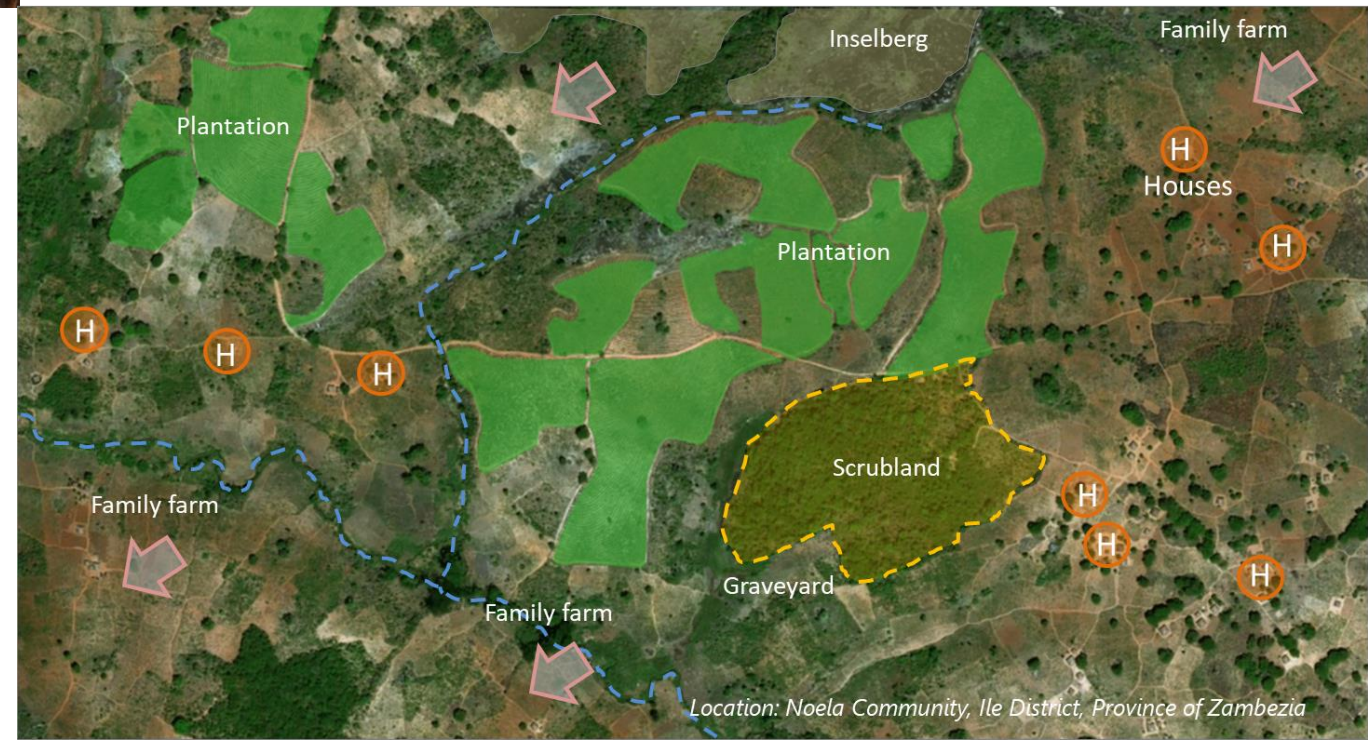 Inselberg
Family farm
Plantation
H
Houses
Plantation
H
H
H
H
Scrubland
H
Family farm
H
H
Graveyard
Family farm
Location: Noela Community, Ile District, Province of Zambezia